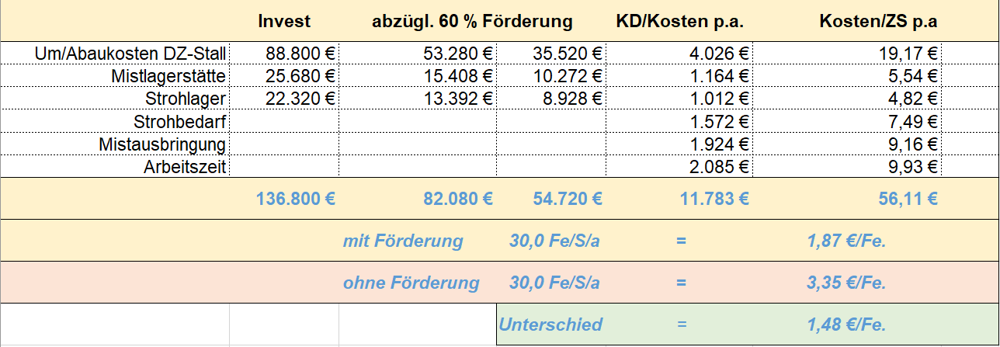 Invest abzügl. 60 % Förderung KD/Kosten p.a. Kosten/ZS p.a
Um/Abaukosten DZ-Stall 88.800 € 53.280 € 35.520 € 4.026 € 19,17 €
Mistlagerstätte 25.680 € 15.408 € 10.272 € 1.164 € 5,54 €
Strohlager 22.320 € 13.392 € 8.928 € 1.012 € 4,82 €
Strohbedarf 1.572 € 7,49 €
Mistausbringung 1.924 € 9,16 €
Arbeitszeit 2.085 € 9,93 €
136.800 € 82.080 € 54.720 € 11.783 € 56,11 €
mit Förderung 30,0 Fe/S/a = 1,87 €/Fe.
ohne Förderung 30,0 Fe/S/a = 3,35 €/Fe.
Unterschied = 1,48 €/Fe.